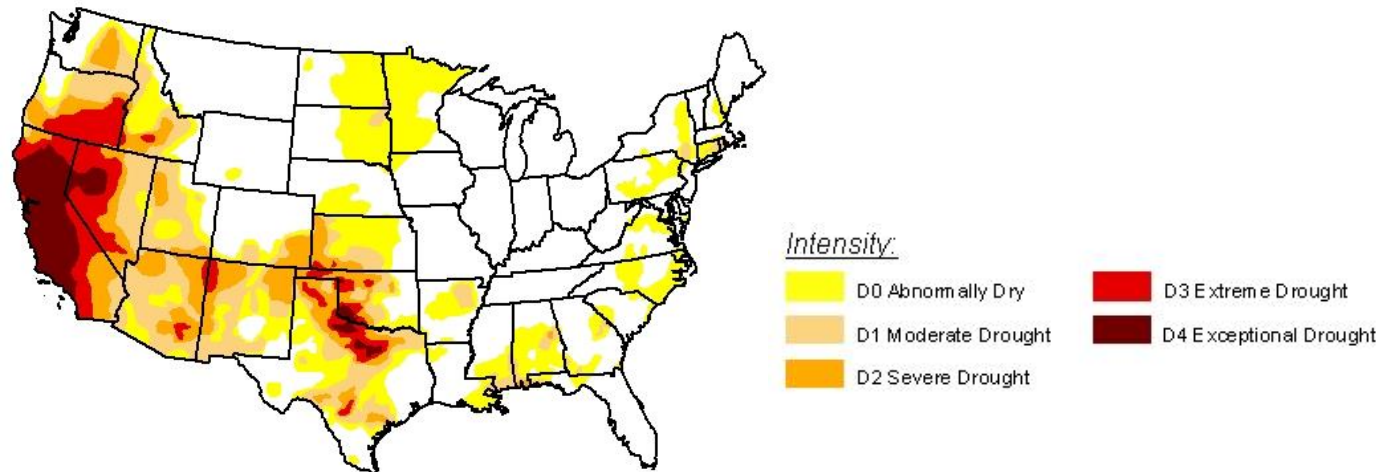 Intensity:
D0 Abnormally Dry
D1 Moderate Drought
D2 Severe Drought
D3 Extreme Drought
D4 Exceptional Drought